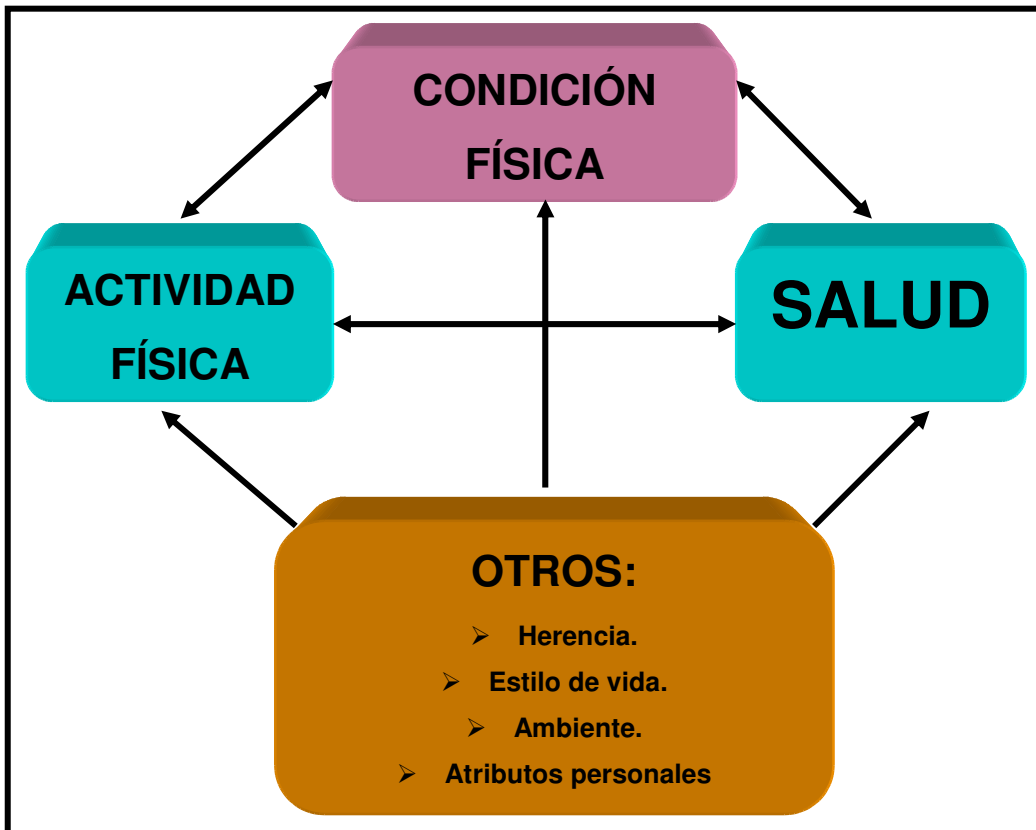 CONDICIÓN
FÍSICA
ACTIVIDAD
FÍSICA
SALUD
OTROS:
➢ Herencia.
➢ Estilo de vida.
➢ Ambiente.
➢ Atributos personales